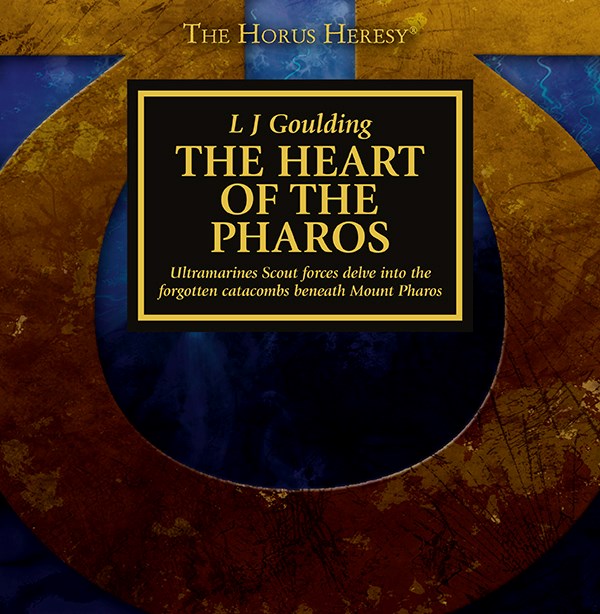 THE HORUS HERESY®
L J Goulding
THE HEART
OF THE
PHAROS
Ultramarines Scout forces delve into the
forgotten catacombs beneath Mount Pharos